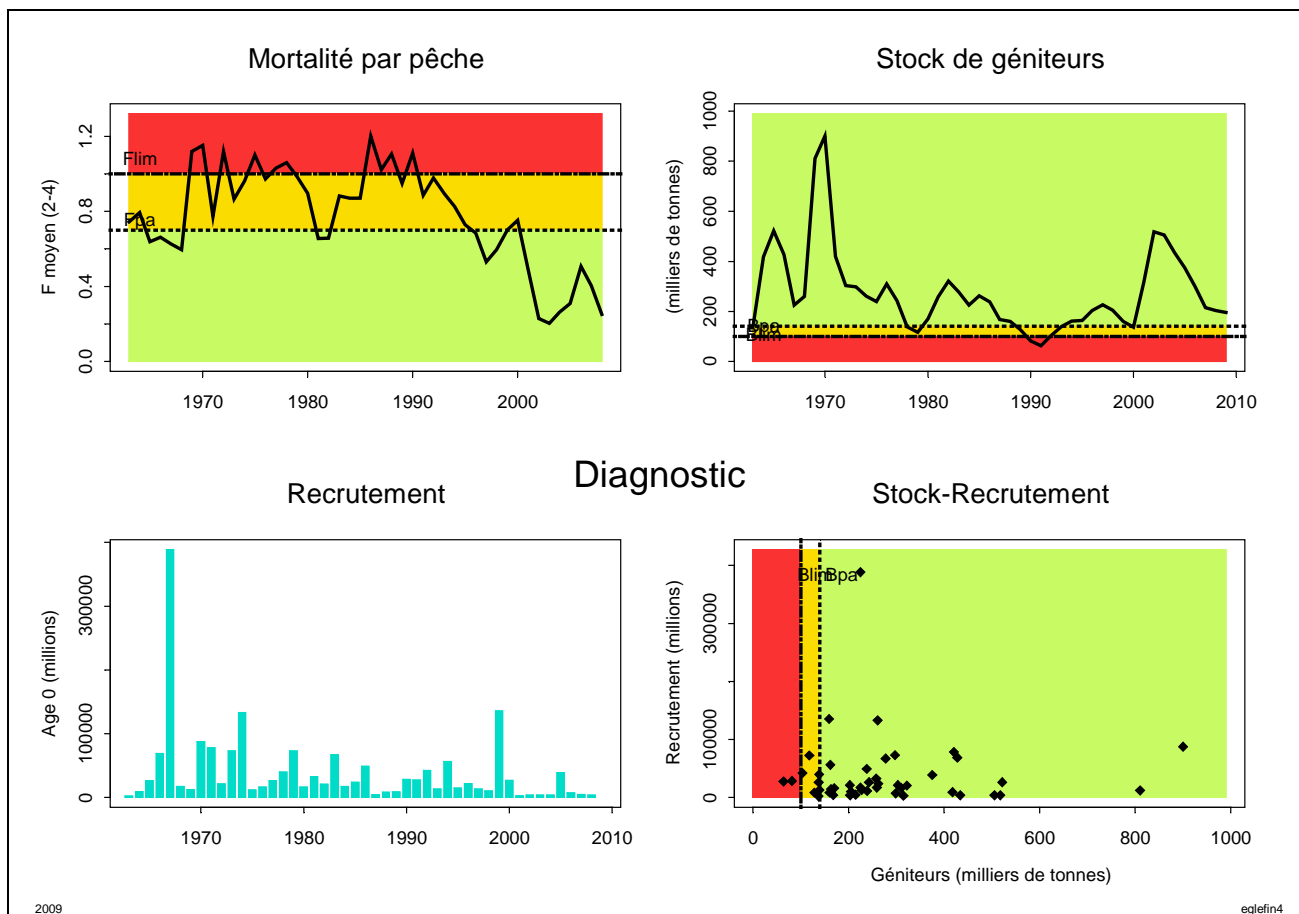 Mortalité par pêche
F moyen (2-4)
0.0 0.4 0.8 1.2
Flim
Fpa
1970 1980 1990 2000
Stock de géniteurs
(milliers de tonnes)
0 200 400 600 800 1000
Bpa
Blim
1970 1980 1990 2000 2010
Diagnostic
Recrutement
Age 0 (millions)
0 100000 300000
1970 1980 1990 2000 2010
Stock-Recrutement
Recrutement (millions)
0 100000 300000
Blim Bpa
0 200 400 600 800 1000
Géniteurs (milliers de tonnes)
2009
eglefin4